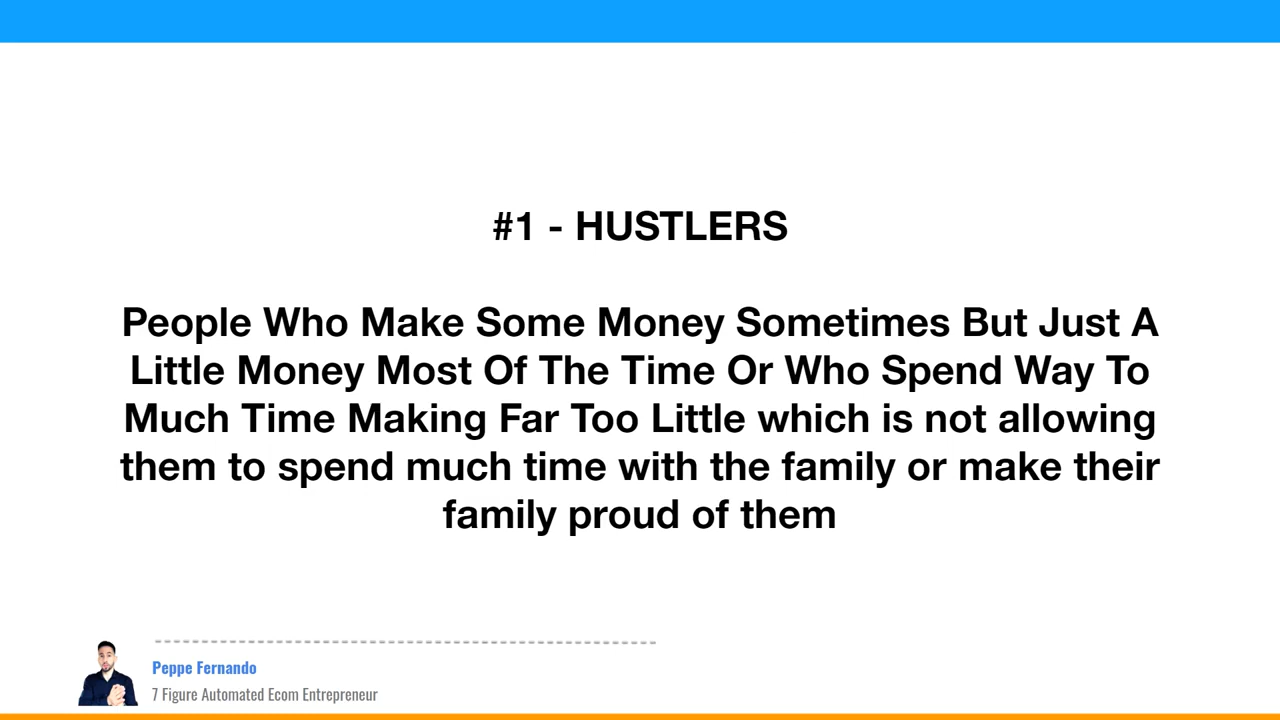 #1 - HUSTLERS
People Who Make Some Money Sometimes But Just A
Little Money Most Of The Time Or Who Spend Way To
Much Time Making Far Too Little which is not allowing
them to spend much time with the family or make their
family proud of them
Peppe Fernando
7 Figure Automated Ecom Entrepreneur